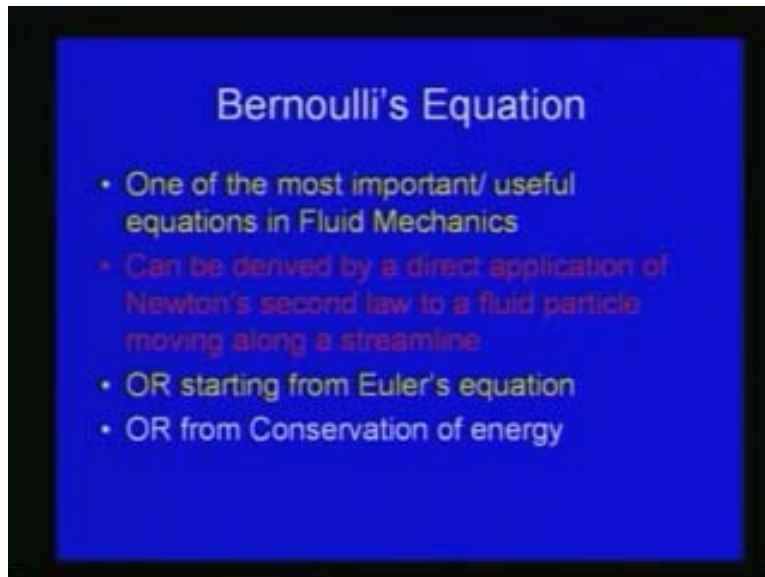 Bernoulli's Equation
• One of the most important/ useful
equations in Fluid Mechanics
• Can be derived by a direct application of
Newton's second law to a fluid particle
moving along a streamline
• OR starting from Euler's equation
• OR from Conservation of energy